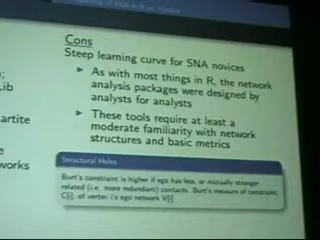 Cons
Steep learning curve for SNA novices
As with most things in R, the network
analysis packages were designed by
analysts for analysts
These tools require at least a
moderate familiarity with network
structures and basic metrics
Lib
artite
e
works
Structural Holes
Burt's constraint is higher if ego has less, or mutually stronger
related (i.e. more redundant) contacts. Burt's measure of constraint,
C[i], of vertex i's ego network V[i]